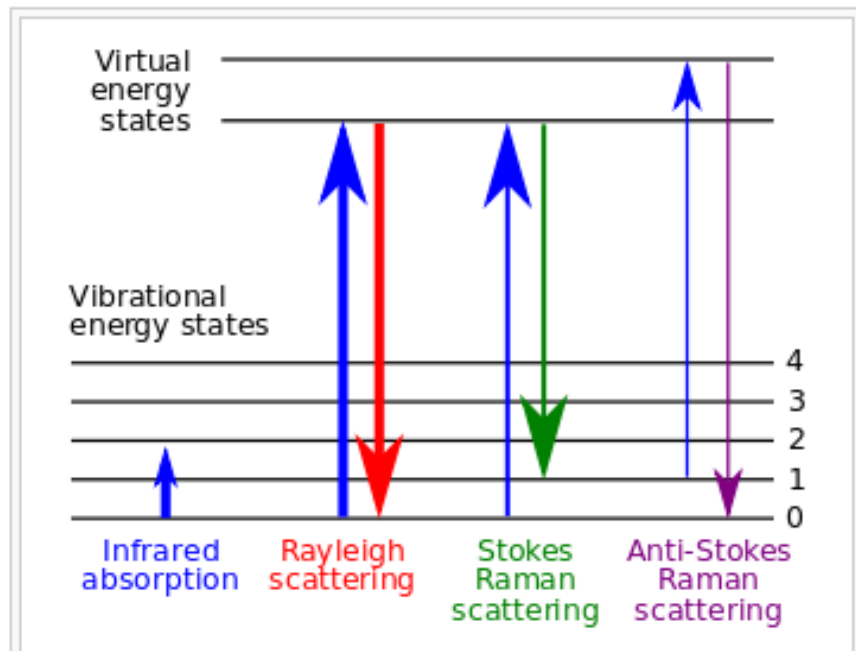 Virtual
energy
states
Vibrational
energy states
4
3
2
1
0
Infrared
absorption
Rayleigh
scattering
Stokes
Raman
scattering
Anti-Stokes
Raman
scattering